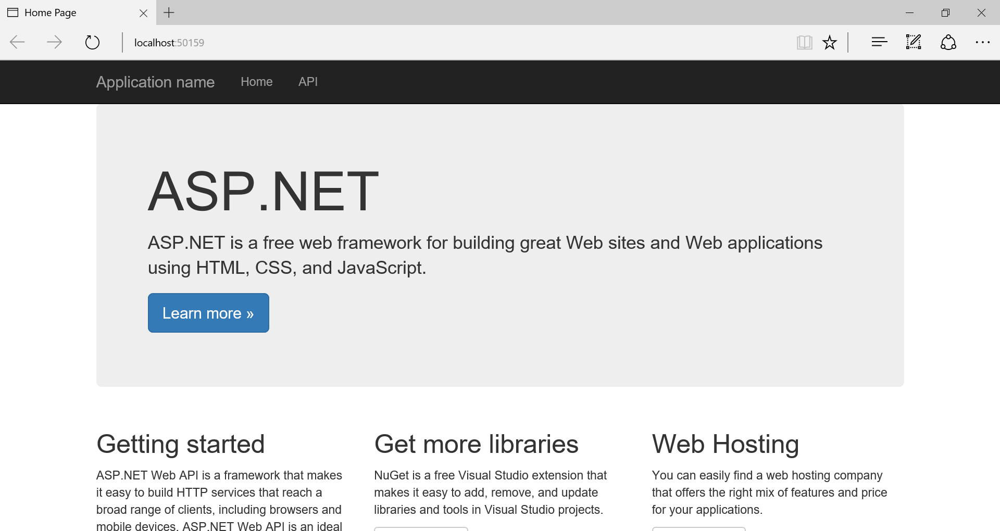 Home Page
localhost:50159
Application name Home API
ASP.NET
ASP.NET is a free web framework for building great Web sites and Web applications
using HTML, CSS, and JavaScript.
Learn more »
Getting started
ASP.NET Web API is a framework that makes
it easy to build HTTP services that reach a
broad range of clients, including browsers and
mobile devices. ASP.NET Web API is an ideal
Get more libraries
NuGet is a free Visual Studio extension that
makes it easy to add, remove, and update
libraries and tools in Visual Studio projects.
Web Hosting
You can easily find a web hosting company
that offers the right mix of features and price
for your applications.